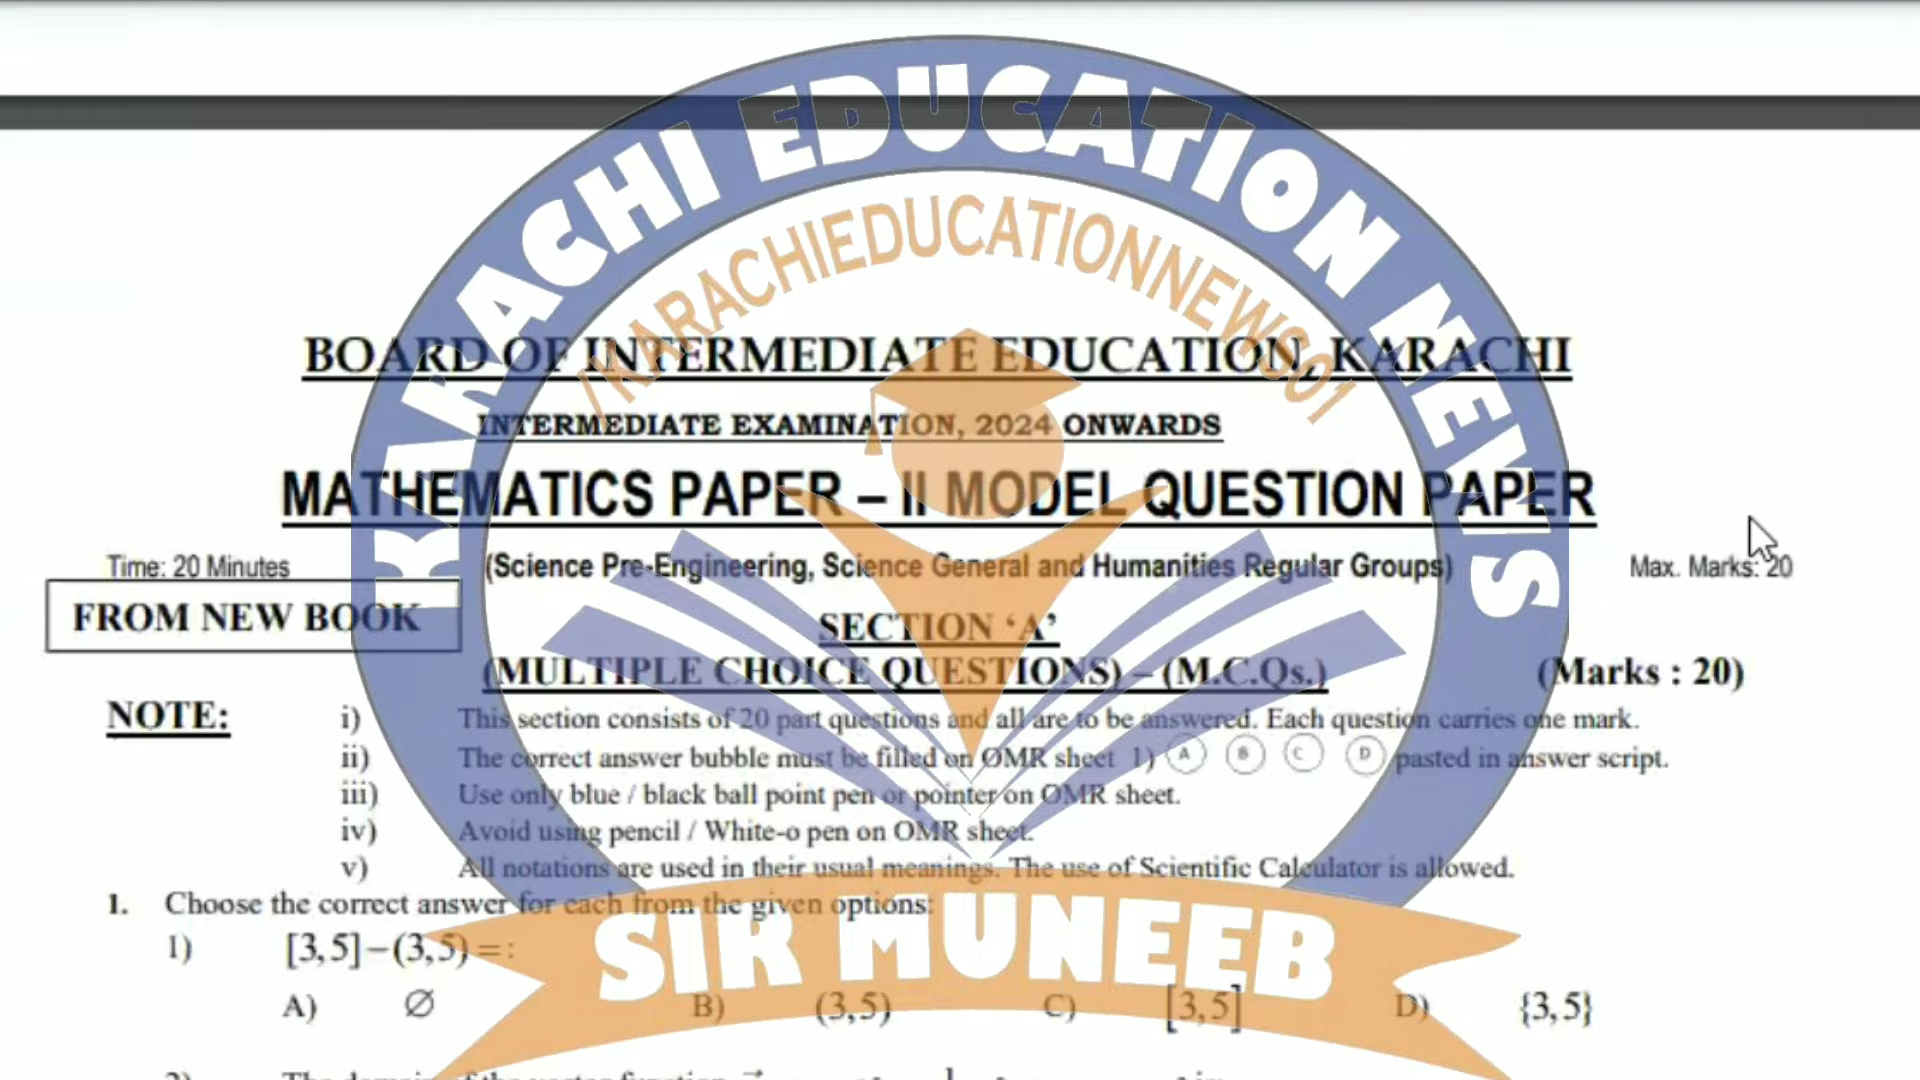 KARACHI EDUCATION NEWS
/KARACHIEDUCATIONNEWS01
BOARD OF INTERMEDIATE EDUCATION, KARACHI
INTERMEDIATE EXAMINATION, 2024 ONWARDS
MATHEMATICS PAPER – II MODEL QUESTION PAPER
Time: 20 Minutes (Science Pre-Engineering, Science General and Humanities Regular Groups) Max. Marks: 20
FROM NEW BOOK
SECTION ‘A’
(MULTIPLE CHOICE QUESTIONS) – (M.C.Qs.) (Marks : 20)
NOTE: i) This section consists of 20 part questions and all are to be answered. Each question carries one mark.
ii) The correct answer bubble must be filled on OMR sheet 1) A B C D pasted in answer script.
iii) Use only blue / black ball point pen or pointer on OMR sheet.
iv) Avoid using pencil / White-o pen on OMR sheet.
v) All notations are used in their usual meanings. The use of Scientific Calculator is allowed.
1. Choose the correct answer for each from the given options:
1) [3,5]−(3,5)=:
A) ∅ B) (3,5) C) [3,5] D) {3,5}
SIR MUNEEB
2) The domain of the vector function